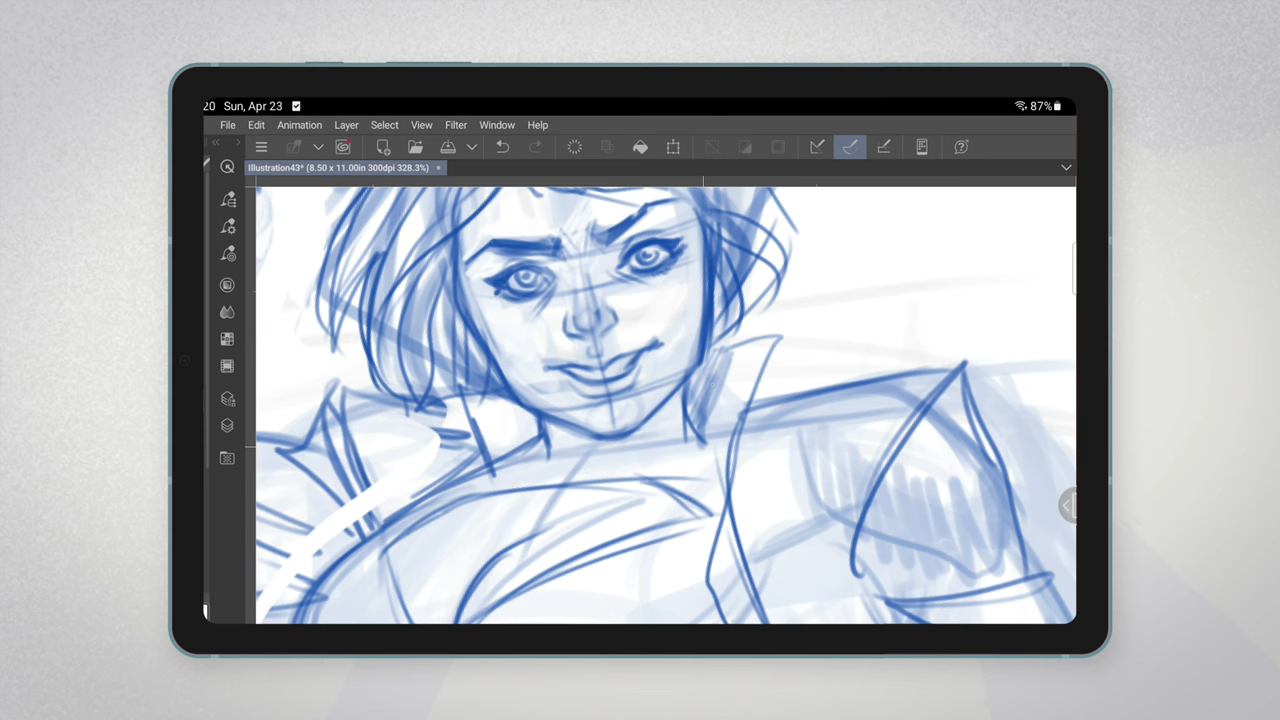 20 Sun, Apr 23 87%
File Edit Animation Layer Select View Filter Window Help
Illustration43* (8.50 x 11.00in 300dpi 328.3%)